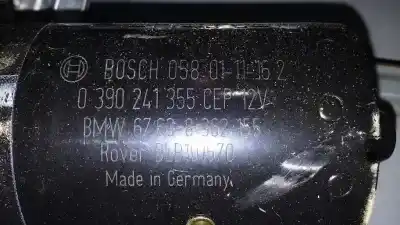 BOSCH 058 01-11-16 2
0 390 241 355 CEP 12V
BMW 67 63-8 362 155
Rover
Made in Germany